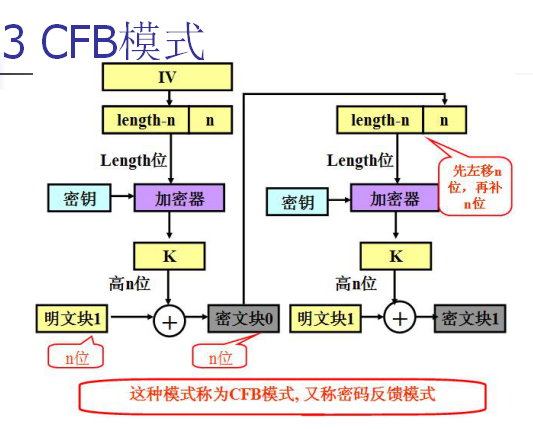 3 CFB模式
IV
length-n n
length-n n
Length位
Length位
先左移n
位，再补
n位
密钥
加密器
密钥
加密器
K
K
高n位
高n位
明文块1
+
密文块0
明文块1
+
密文块1
n位
n位
这种模式称为CFB模式, 又称密码反馈模式